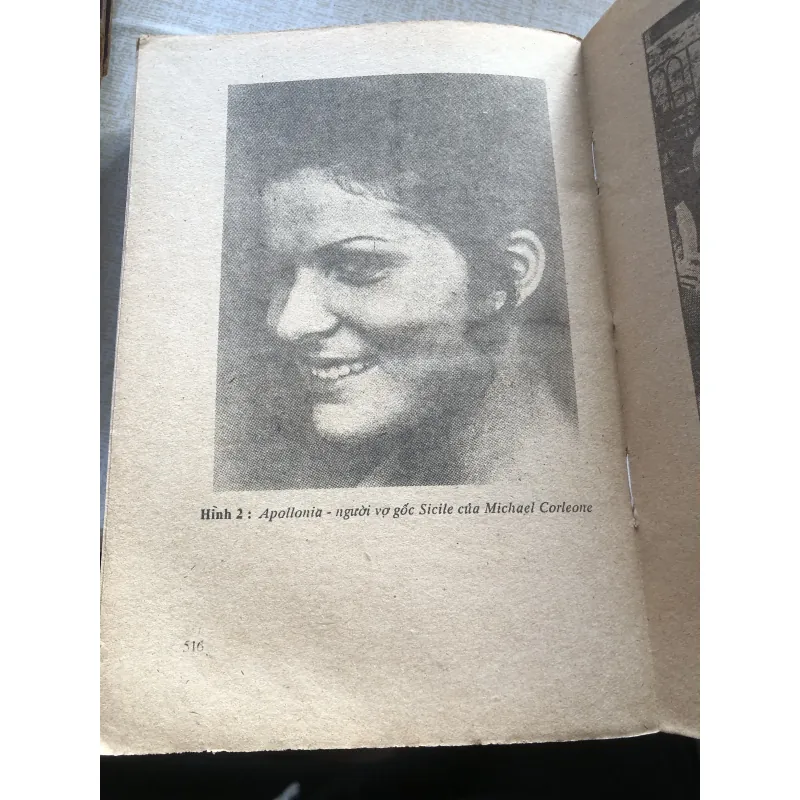 Hình 2 : Apollonia - người vợ gốc Sicile của Michael Corleone
516